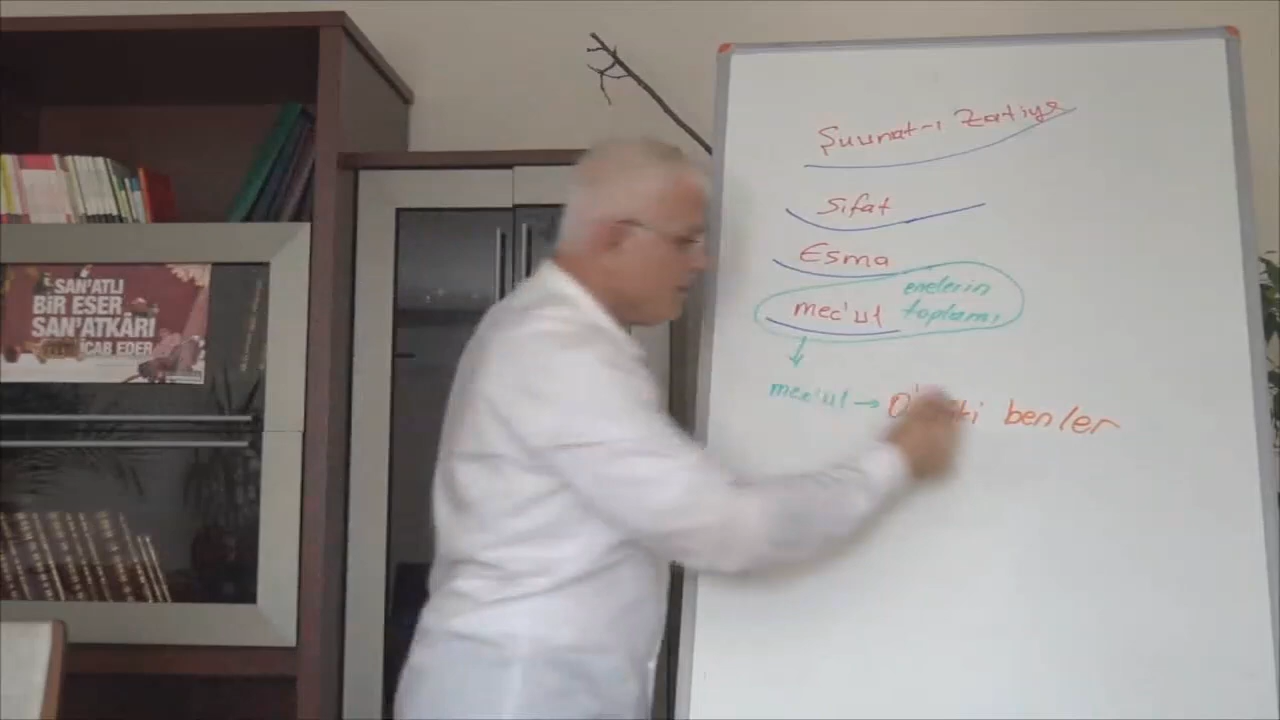 SAN'ATLI
BİR ESER
SAN'ATKÂRI
İCAB EDER
Şuunat-ı Zatiye
Sıfat
Esma
mec'ul enelerin
toplamı
mec'ul → benler